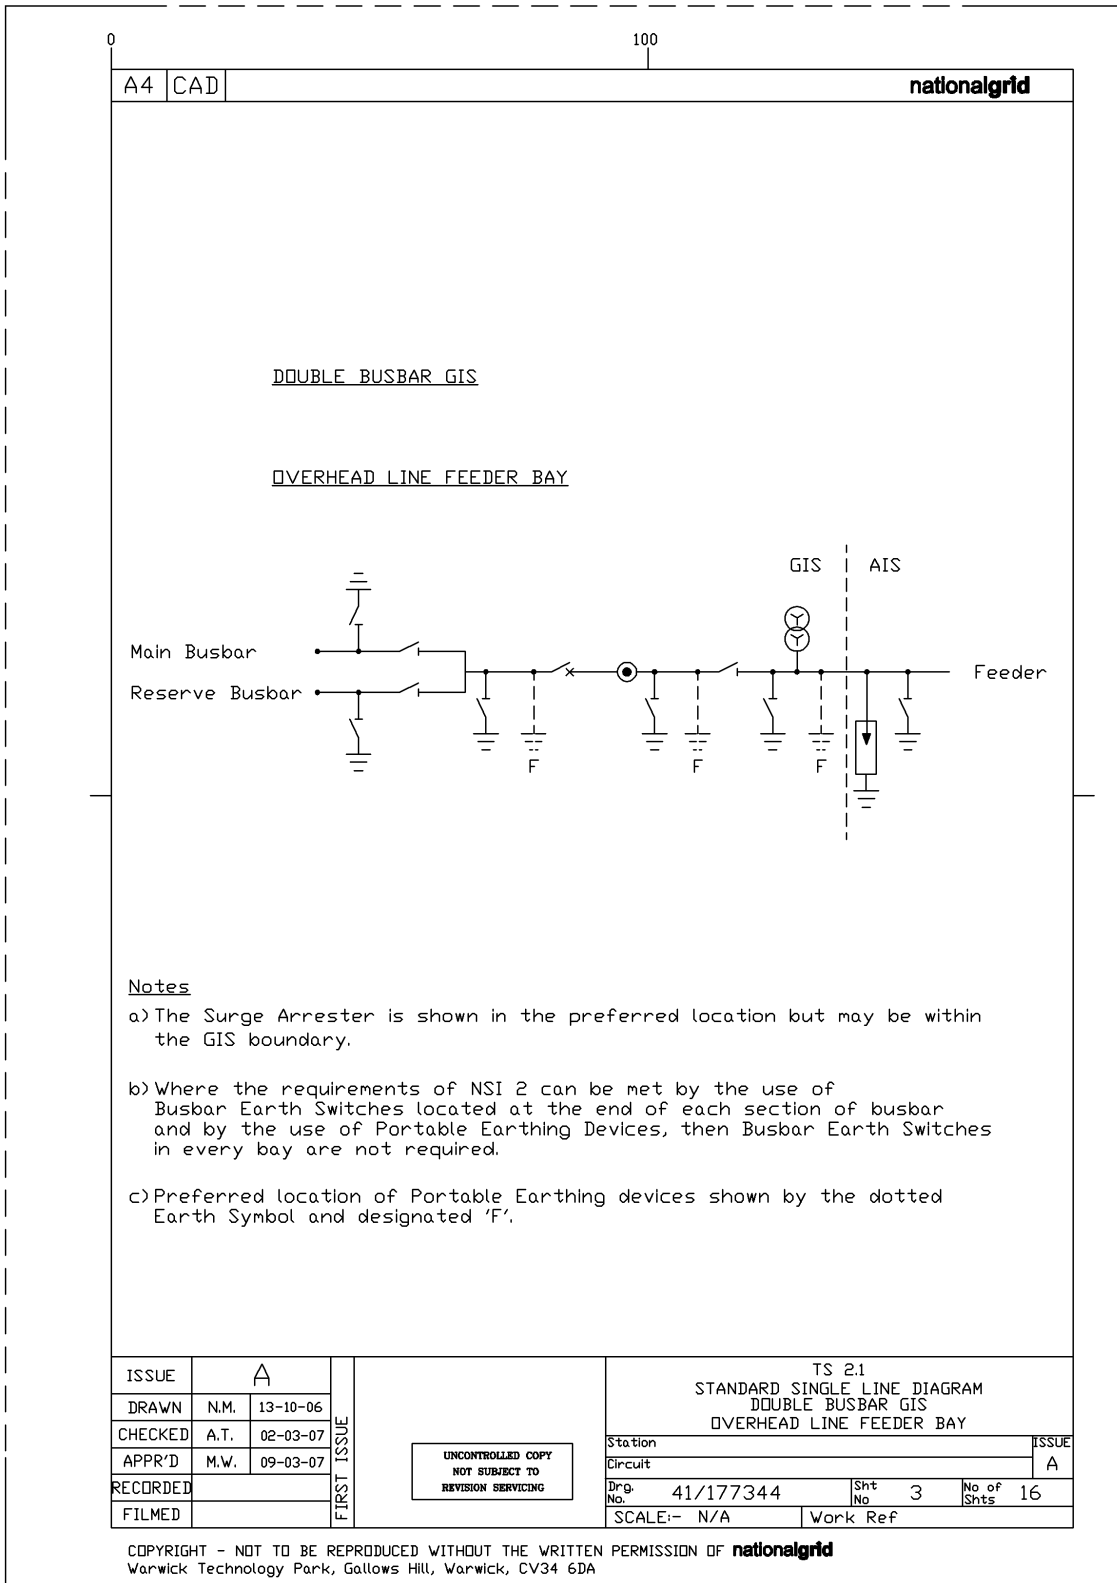 0 100
A4 CAD nationalgrid
DOUBLE BUSBAR GIS
OVERHEAD LINE FEEDER BAY
GIS AIS
Main Busbar
Feeder
Reserve Busbar
F F F
Notes
a) The Surge Arrester is shown in the preferred location but may be within
the GIS boundary.
b) Where the requirements of NSI 2 can be met by the use of
Busbar Earth Switches located at the end of each section of busbar
and by the use of Portable Earthing Devices, then Busbar Earth Switches
in every bay are not required.
c) Preferred location of Portable Earthing devices shown by the dotted
Earth Symbol and designated 'F'.
ISSUE A
DRAWN N.M. 13-10-06
CHECKED A.T. 02-03-07
APPR'D M.W. 09-03-07
RECORDED
FILMED
FIRST ISSUE
UNCONTROLLED COPY
NOT SUBJECT TO
REVISION SERVICING
TS 2.1
STANDARD SINGLE LINE DIAGRAM
DOUBLE BUSBAR GIS
OVERHEAD LINE FEEDER BAY
Station ISSUE
Circuit A
Drg. No. 41/177344 Sht No 3 No of Shts 16
SCALE:- N/A Work Ref
COPYRIGHT - NOT TO BE REPRODUCED WITHOUT THE WRITTEN PERMISSION OF nationalgrid
Warwick Technology Park, Gallows Hill, Warwick, CV34 6DA